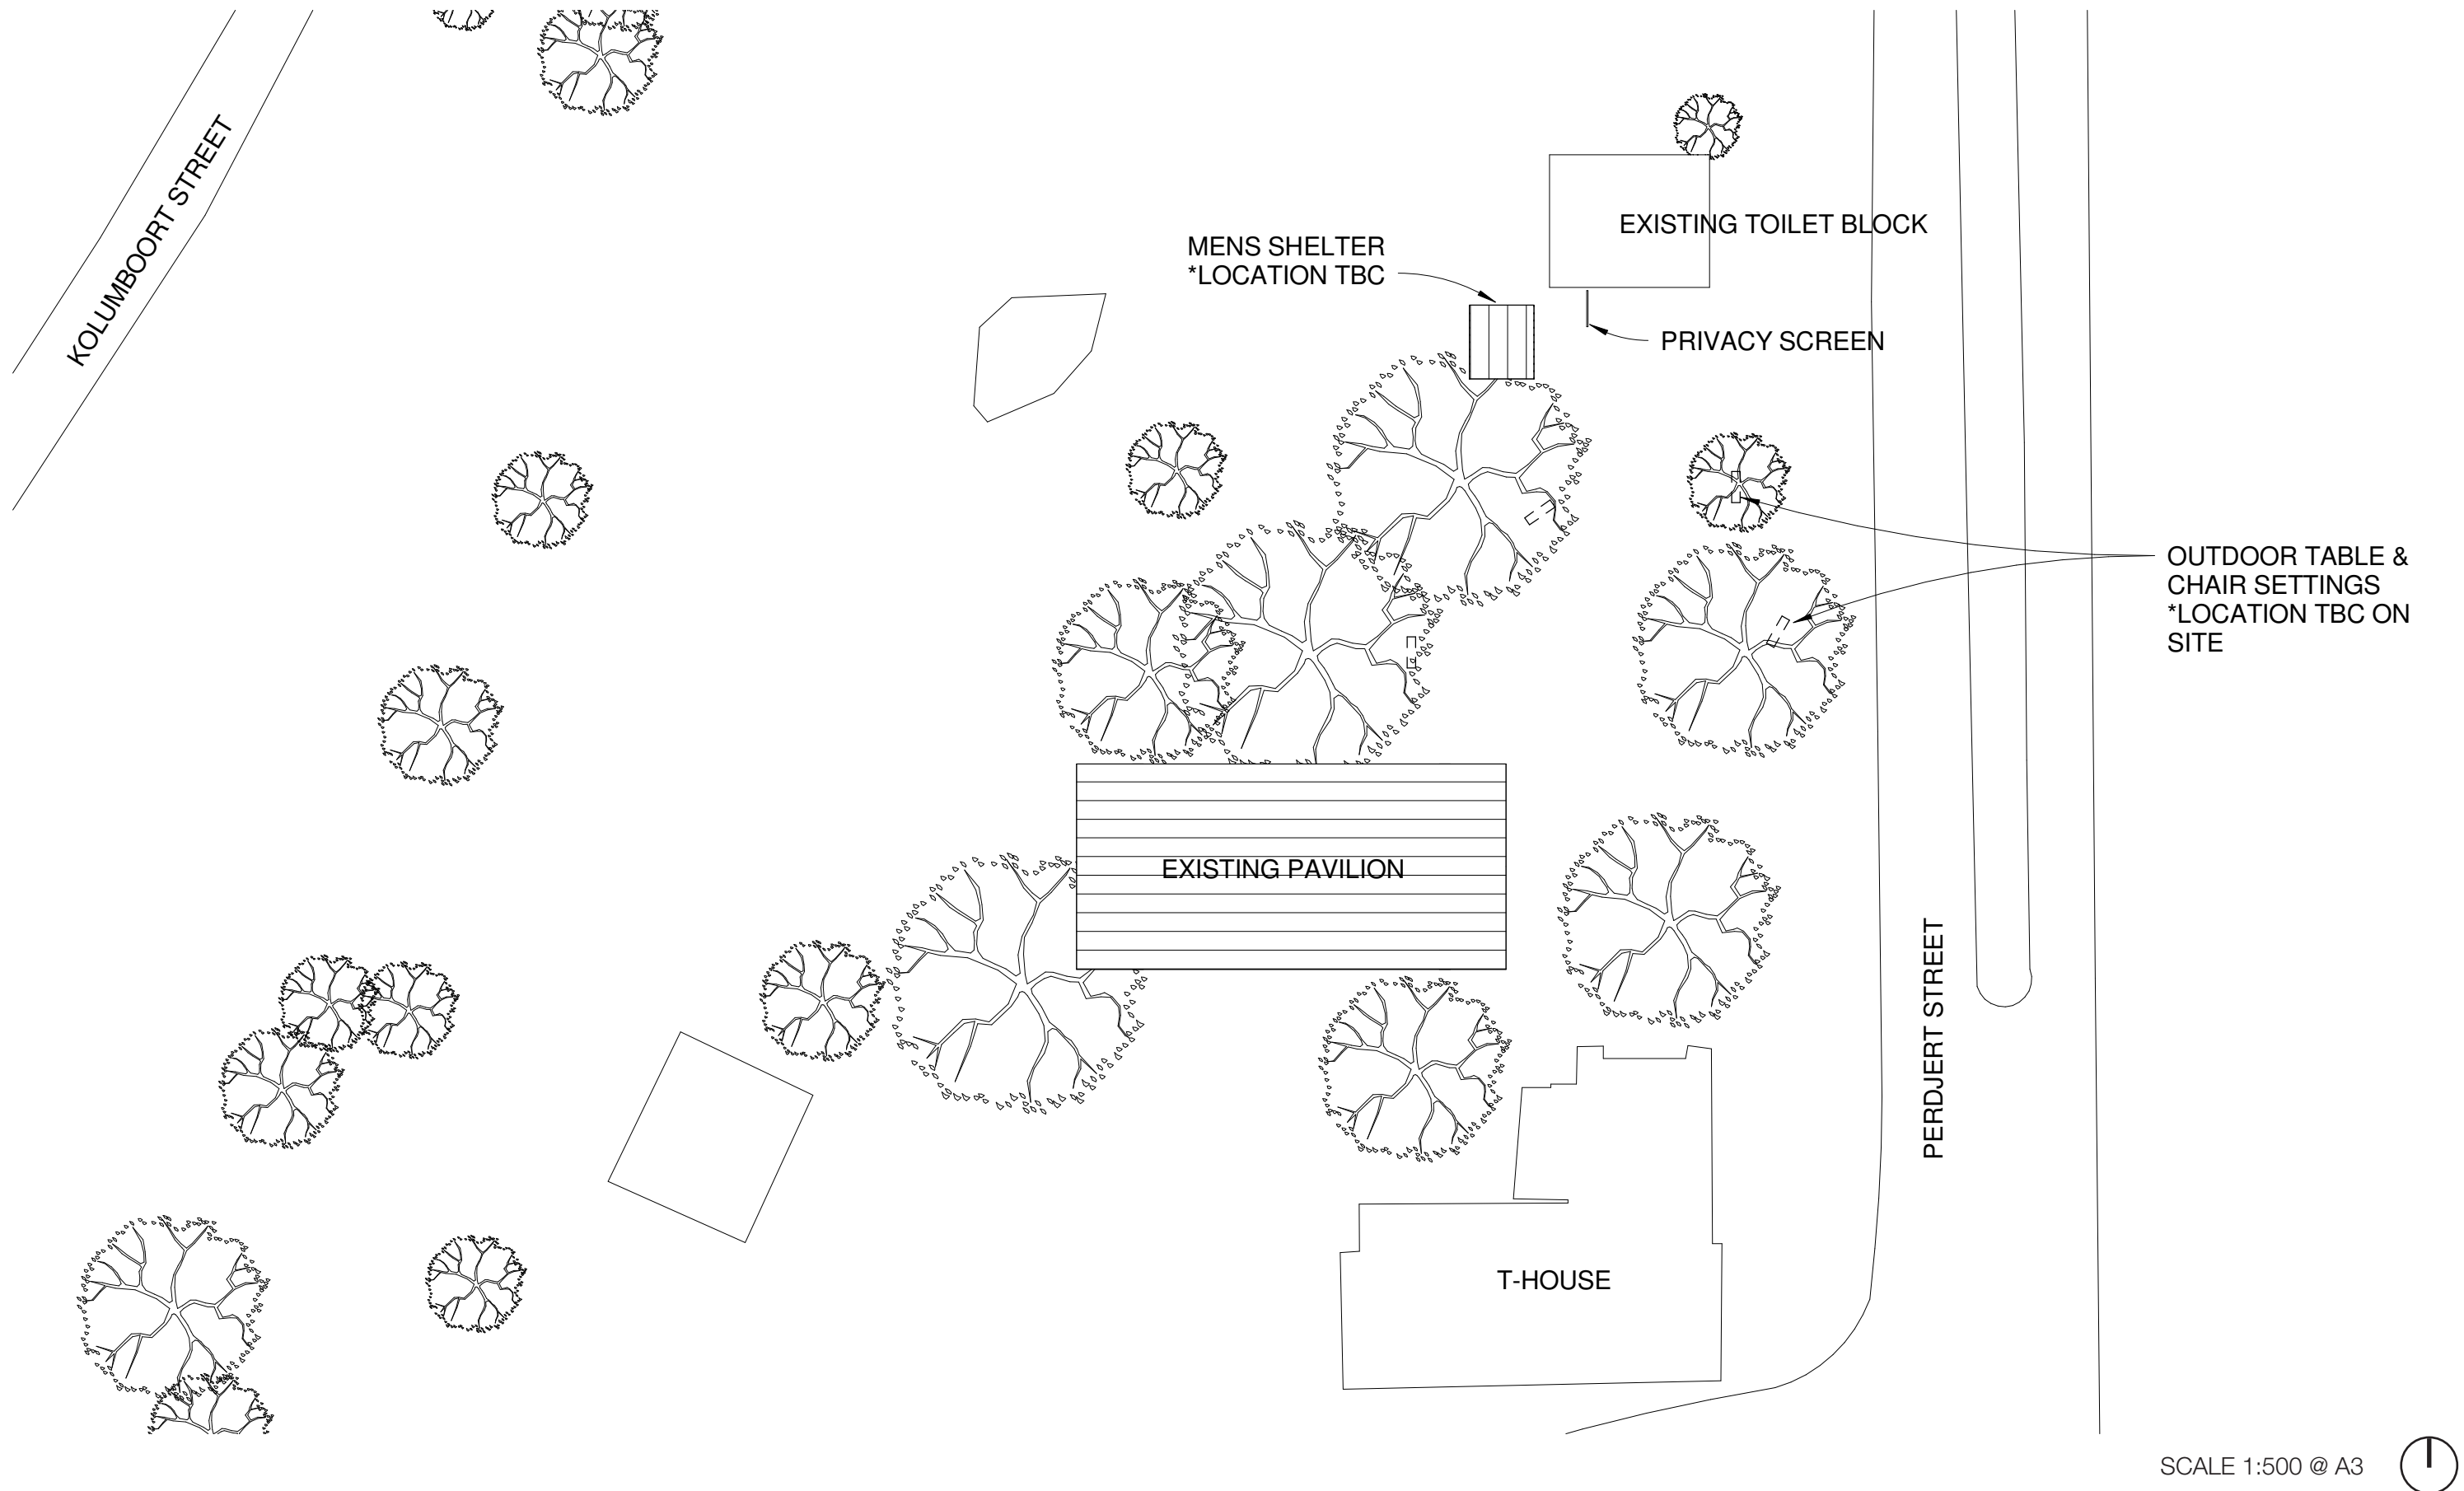 KOLUMBOORT STREET
EXISTING TOILET BLOCK
MENS SHELTER
*LOCATION TBC
PRIVACY SCREEN
OUTDOOR TABLE &
CHAIR SETTINGS
*LOCATION TBC ON
SITE
EXISTING PAVILION
PERDJERT STREET
T-HOUSE
SCALE 1:500 @ A3